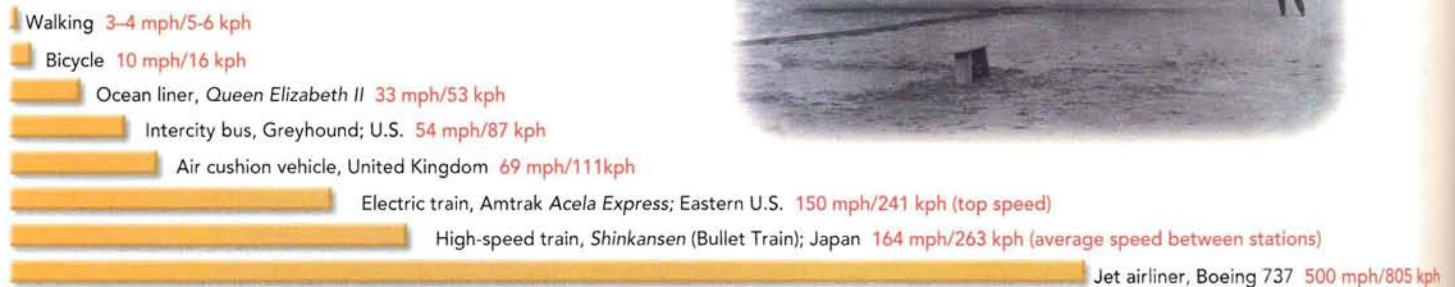 Walking 3–4 mph/5-6 kph
Bicycle 10 mph/16 kph
Ocean liner, Queen Elizabeth II 33 mph/53 kph
Intercity bus, Greyhound; U.S. 54 mph/87 kph
Air cushion vehicle, United Kingdom 69 mph/111kph
Electric train, Amtrak Acela Express; Eastern U.S. 150 mph/241 kph (top speed)
High-speed train, Shinkansen (Bullet Train); Japan 164 mph/263 kph (average speed between stations)
Jet airliner, Boeing 737 500 mph/805 kph